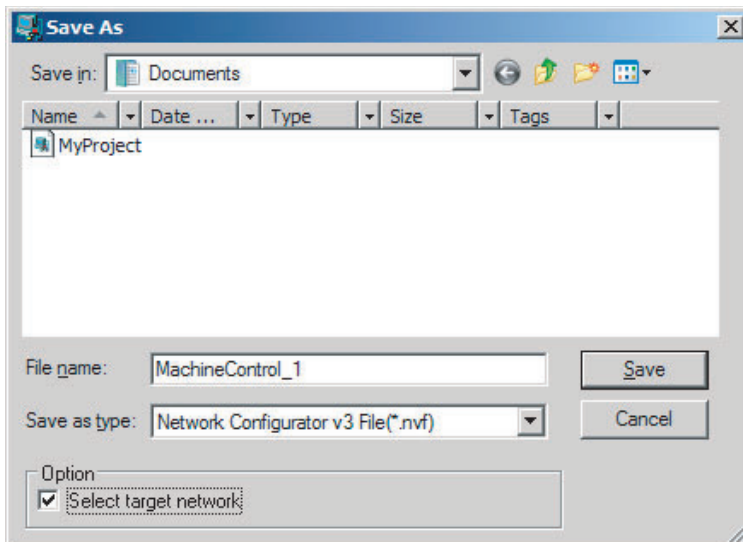 Save As
Save in: Documents
Name Date ... Type Size Tags
MyProject
File name: MachineControl_1 Save
Save as type: Network Configurator v3 File(*.nvf) Cancel
Option
Select target network